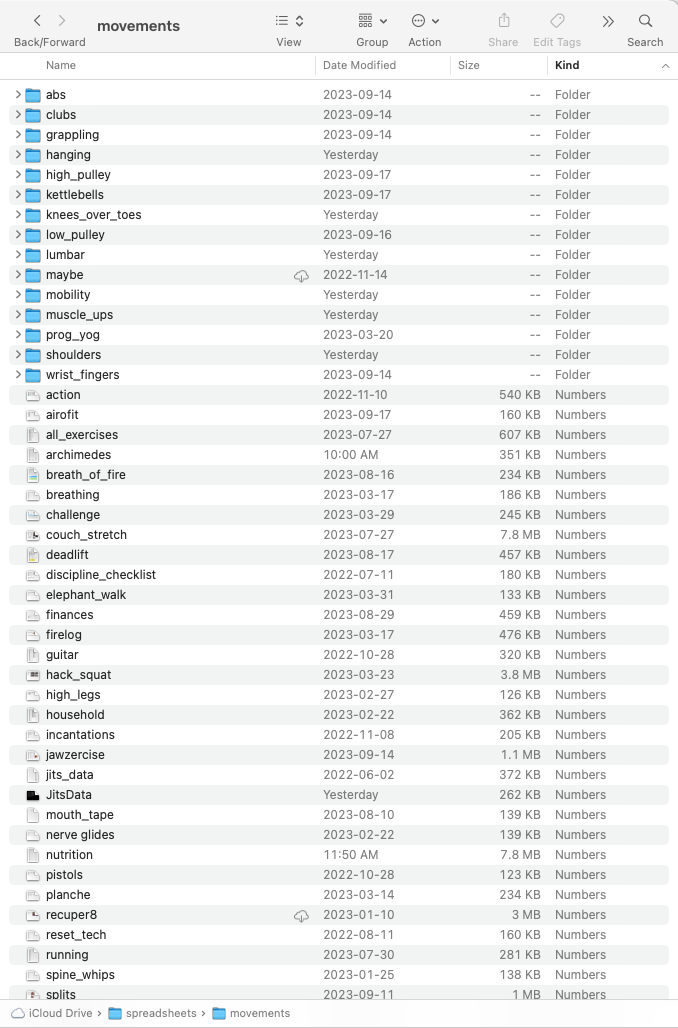 movements
Back/Forward View Group Action Share Edit Tags Search
Name Date Modified Size Kind
abs 2023-09-14 -- Folder
clubs 2023-09-14 -- Folder
grappling 2023-09-14 -- Folder
hanging Yesterday -- Folder
high_pulley 2023-09-17 -- Folder
kettlebells 2023-09-17 -- Folder
knees_over_toes Yesterday -- Folder
low_pulley 2023-09-16 -- Folder
lumbar Yesterday -- Folder
maybe 2022-11-14 -- Folder
mobility Yesterday -- Folder
muscle_ups Yesterday -- Folder
prog_yog 2023-03-20 -- Folder
shoulders Yesterday -- Folder
wrist_fingers 2023-09-14 -- Folder
action 2022-11-10 540 KB Numbers
airofit 2023-09-17 160 KB Numbers
all_exercises 2023-07-27 607 KB Numbers
archimedes 10:00 AM 351 KB Numbers
breath_of_fire 2023-08-16 234 KB Numbers
breathing 2023-03-17 186 KB Numbers
challenge 2023-03-29 245 KB Numbers
couch_stretch 2023-07-27 7.8 MB Numbers
deadlift 2023-08-17 457 KB Numbers
discipline_checklist 2022-07-11 180 KB Numbers
elephant_walk 2023-03-31 133 KB Numbers
finances 2023-08-29 459 KB Numbers
firelog 2023-03-17 476 KB Numbers
guitar 2022-10-28 320 KB Numbers
hack_squat 2023-03-23 3.8 MB Numbers
high_legs 2023-02-27 126 KB Numbers
household 2023-02-22 362 KB Numbers
incantations 2022-11-08 205 KB Numbers
jawzercise 2023-09-14 1.1 MB Numbers
jits_data 2022-06-02 372 KB Numbers
JitsData Yesterday 262 KB Numbers
mouth_tape 2023-08-10 139 KB Numbers
nerve glides 2023-02-22 139 KB Numbers
nutrition 11:50 AM 7.8 MB Numbers
pistols 2022-10-28 123 KB Numbers
planche 2023-03-14 234 KB Numbers
recuper8 2023-01-10 3 MB Numbers
reset_tech 2022-08-11 160 KB Numbers
running 2023-07-30 281 KB Numbers
spine_whips 2023-01-25 138 KB Numbers
splits 2023-09-11 1 MB Numbers
iCloud Drive › spreadsheets › movements